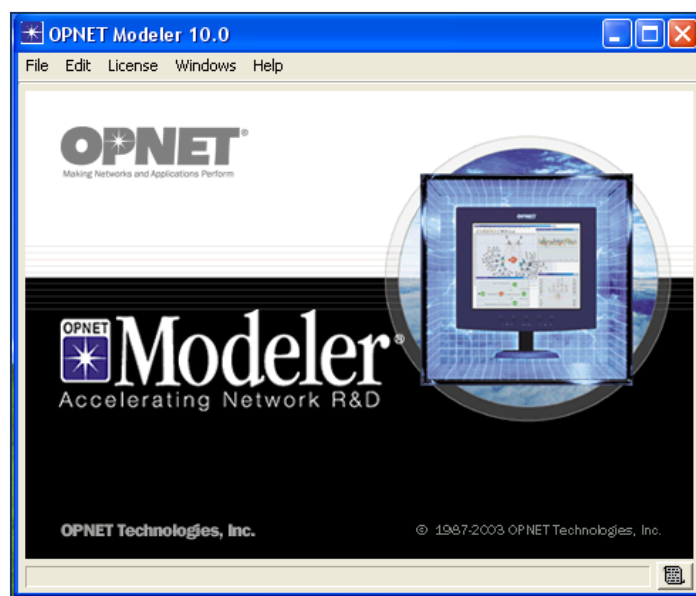 OPNET Modeler 10.0
File Edit License Windows Help
OPNET®
Making Networks and Applications Perform
OPNET
OPNET
Modeler®
Accelerating Network R&D
OPNET Technologies, Inc.
© 1987-2003 OPNET Technologies, Inc.